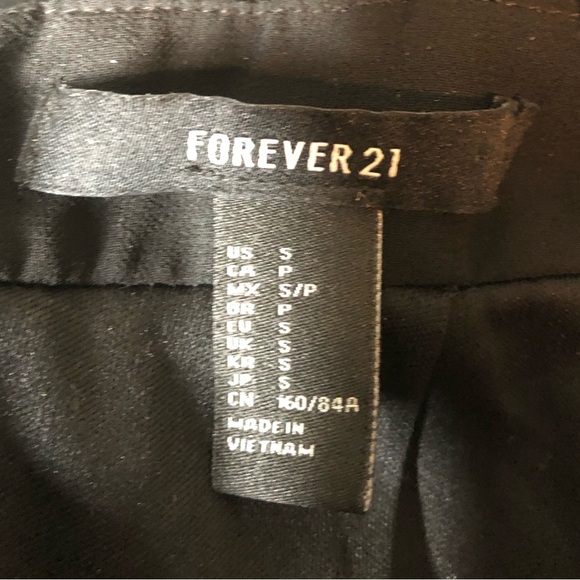 FOREVER 21
US S
CA P
MX S/P
BR P
EU S
UK S
KR S
JP S
CN 160/84A
MADE IN
VIETNAM